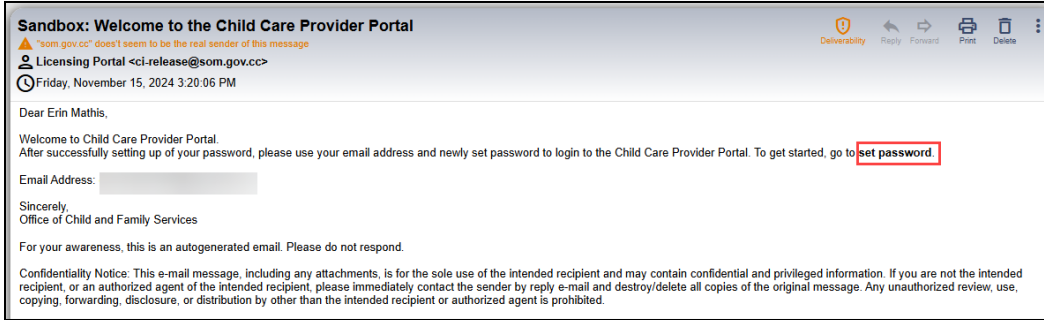 Sandbox: Welcome to the Child Care Provider Portal
"som.gov.cc" does't seem to be the real sender of this message
Deliverability Reply Forward Print Delete
Licensing Portal <ci-release@som.gov.cc>
Friday, November 15, 2024 3:20:06 PM
Dear Erin Mathis,
Welcome to Child Care Provider Portal.
After successfully setting up of your password, please use your email address and newly set password to login to the Child Care Provider Portal. To get started, go to set password.
Email Address:
Sincerely,
Office of Child and Family Services
For your awareness, this is an autogenerated email. Please do not respond.
Confidentiality Notice: This e-mail message, including any attachments, is for the sole use of the intended recipient and may contain confidential and privileged information. If you are not the intended
recipient, or an authorized agent of the intended recipient, please immediately contact the sender by reply e-mail and destroy/delete all copies of the original message. Any unauthorized review, use,
copying, forwarding, disclosure, or distribution by other than the intended recipient or authorized agent is prohibited.